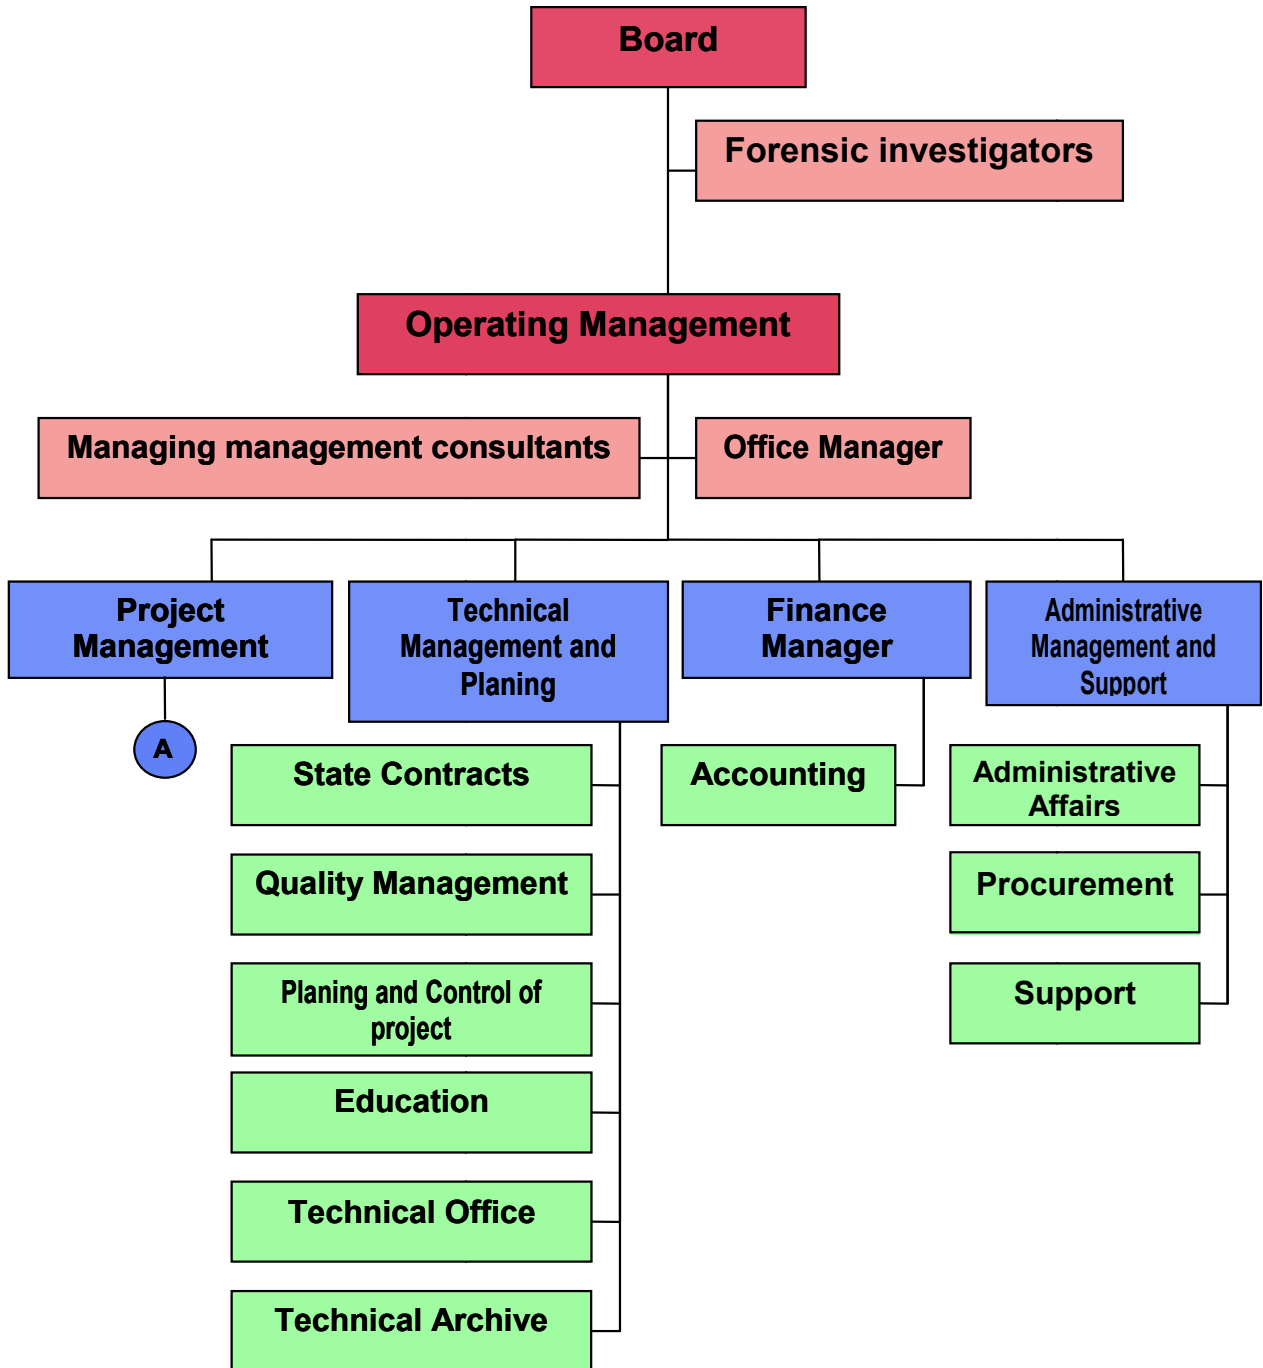 Board
Forensic investigators
Operating Management
Managing management consultants
Office Manager
Project
Management
Technical
Management and
Planing
Finance
Manager
Administrative
Management and
Support
A
State Contracts
Quality Management
Planing and Control of
project
Education
Technical Office
Technical Archive
Accounting
Administrative
Affairs
Procurement
Support